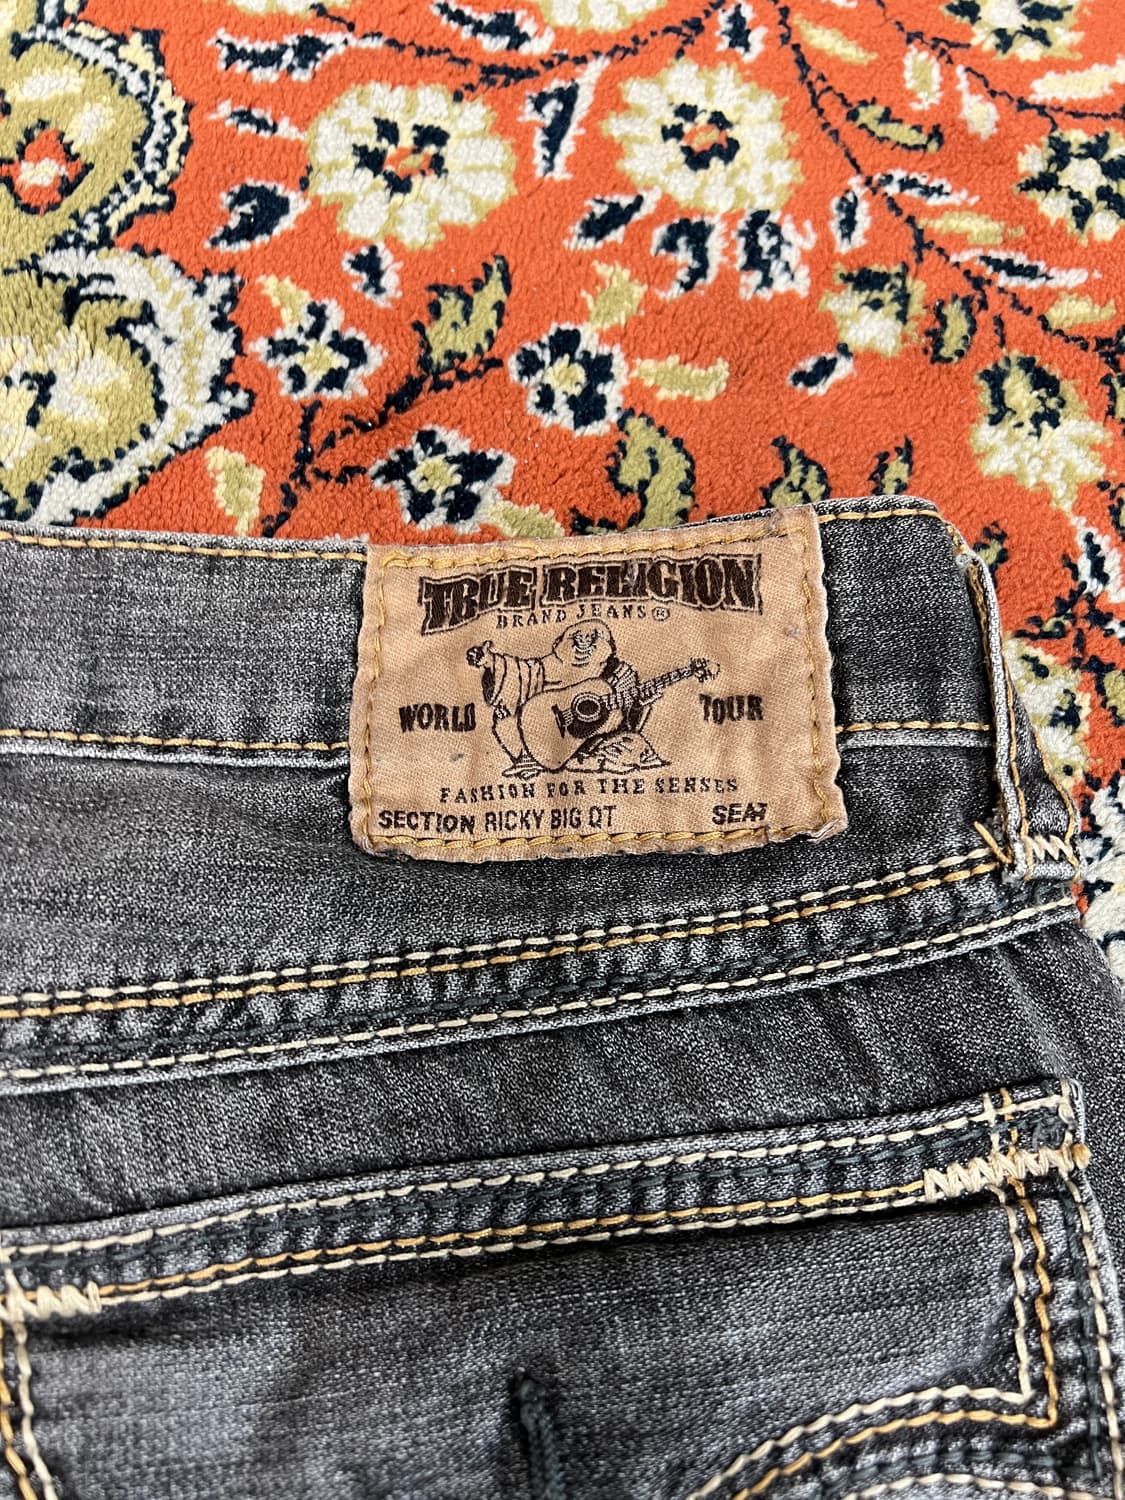 TRUE RELIGION
BRAND JEANS®
WORLD TOUR
FASHION FOR THE SENSES
SECTION RICKY BIG QT SEAT